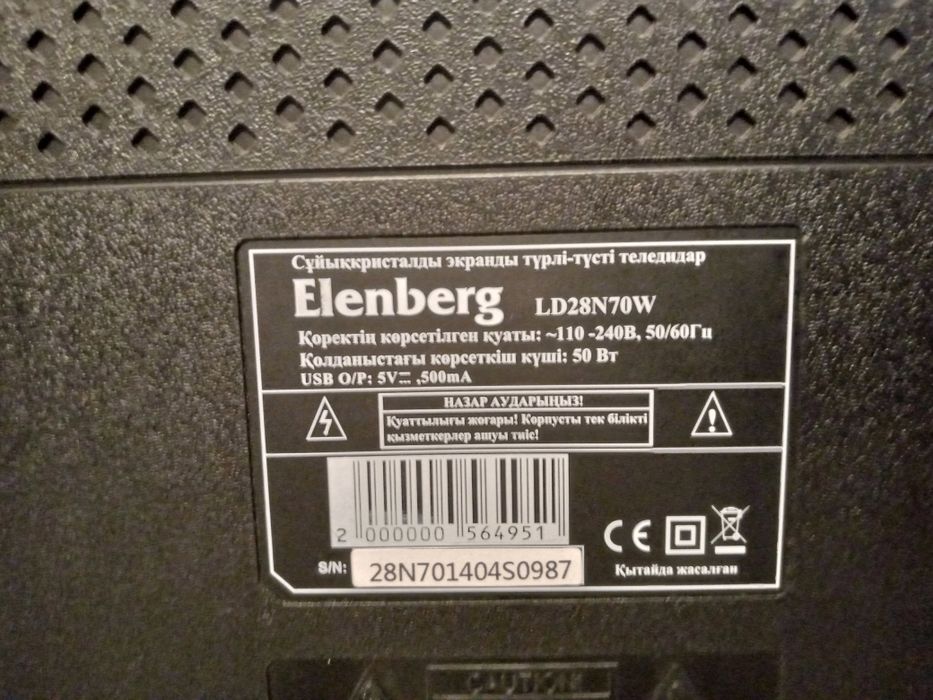 Сұйыққристалды экранды түрлі-түсті теледидар
Elenberg LD28N70W
Қоректің көрсетілген қуаты: ~110 -240В, 50/60Гц
Қолданыстағы көрсеткіш күші: 50 Вт
USB O/P: 5V⎓ ,500mA
НАЗАР АУДАРЫҢЫЗ!
Қуаттылығы жоғары! Корпусты тек білікті
қызметкерлер ашуы тиіс!
2 000000 564951
S/N: 28N701404S0987
CE
Қытайда жасалған
CAUTION